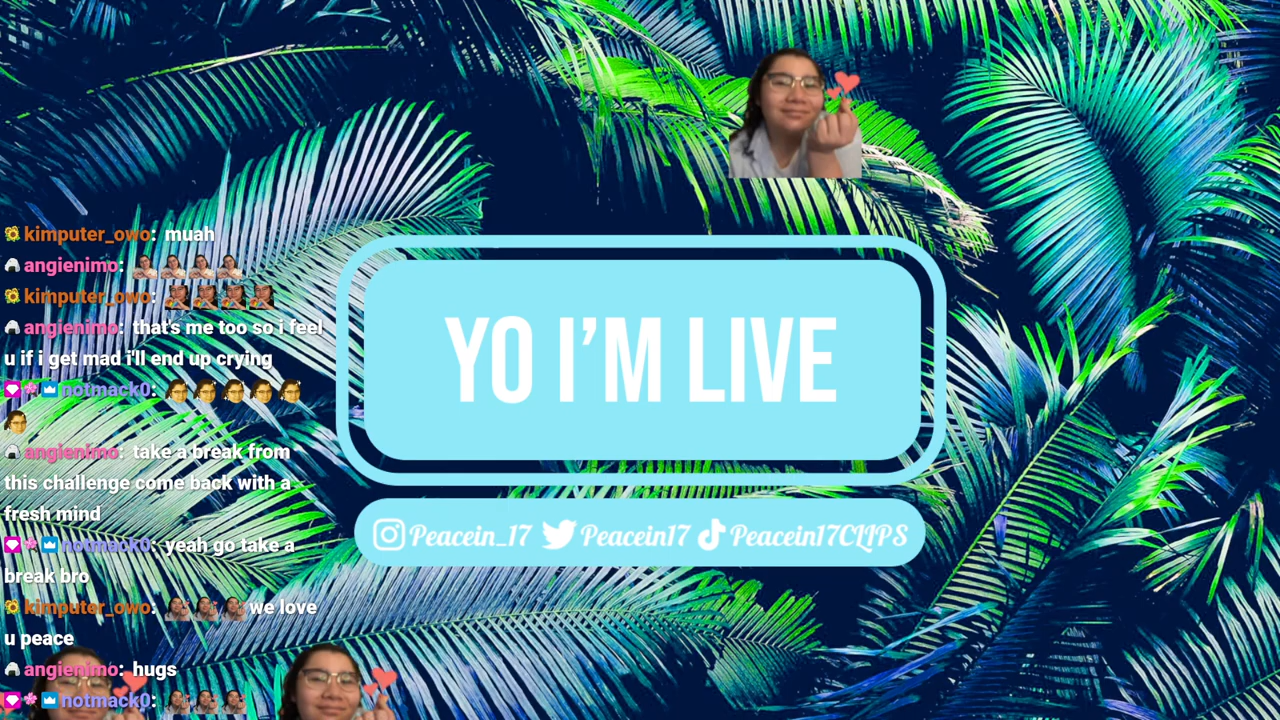 kimputer_owo: muah
angienimo:
kimputer_owo:
angienimo: that's me too so i feel
u if i get mad i'll end up crying
notmack0:
angienimo: take a break from
this challenge come back with a
fresh mind
notmack0: yeah go take a
break bro
kimputer_owo: we love
u peace
angienimo: hugs
notmack0:
YO I'M LIVE
Peacein_17 Peacein17 Peacein17CLIPS